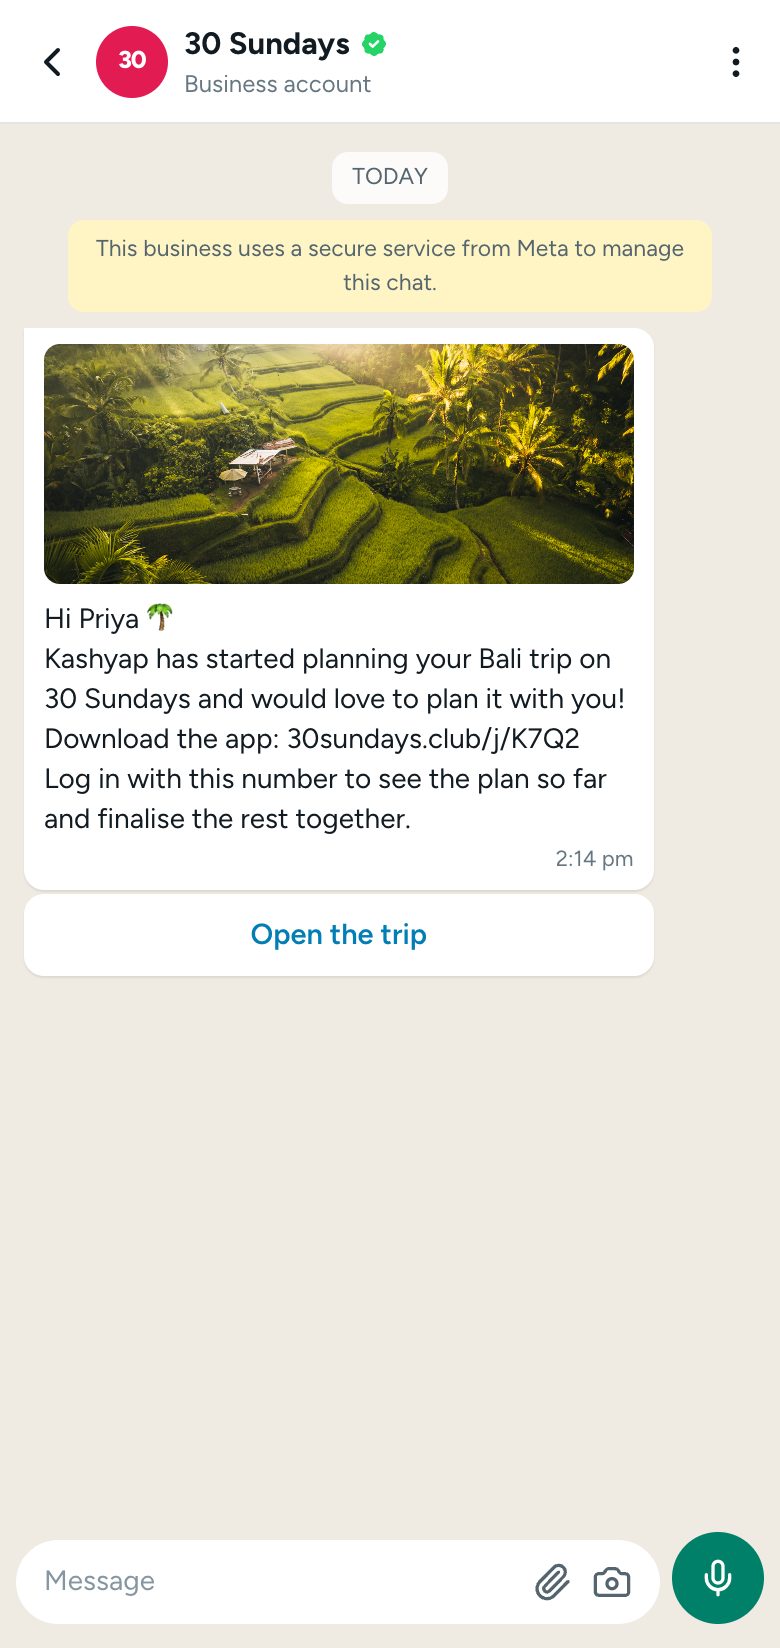 30
30 Sundays
Business account
TODAY
This business uses a secure service from Meta to manage
this chat.
Hi Priya 🌴
Kashyap has started planning your Bali trip on
30 Sundays and would love to plan it with you!
Download the app: 30sundays.club/j/K7Q2
Log in with this number to see the plan so far
and finalise the rest together.
2:14 pm
Open the trip
Message